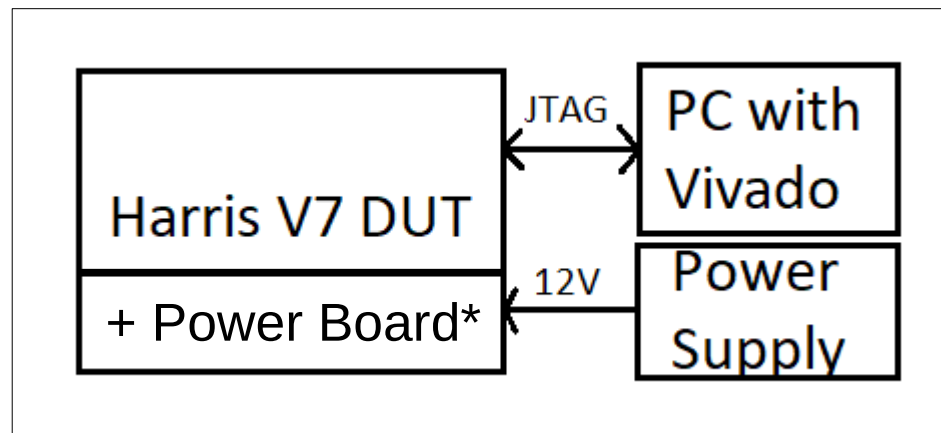 JTAG
PC with
Vivado
Harris V7 DUT
12V
Power
Supply
+ Power Board*